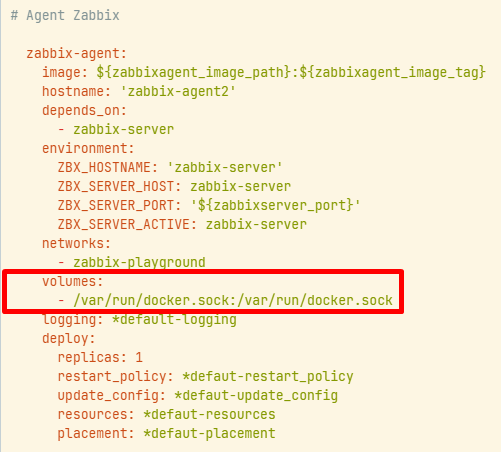 # Agent Zabbix
zabbix-agent:
image: ${zabbixagent_image_path}:${zabbixagent_image_tag}
hostname: 'zabbix-agent2'
depends_on:
- zabbix-server
environment:
ZBX_HOSTNAME: 'zabbix-server'
ZBX_SERVER_HOST: zabbix-server
ZBX_SERVER_PORT: '${zabbixserver_port}'
ZBX_SERVER_ACTIVE: zabbix-server
networks:
- zabbix-playground
volumes:
- /var/run/docker.sock:/var/run/docker.sock
logging: *default-logging
deploy:
replicas: 1
restart_policy: *defaut-restart_policy
update_config: *defaut-update_config
resources: *defaut-resources
placement: *defaut-placement